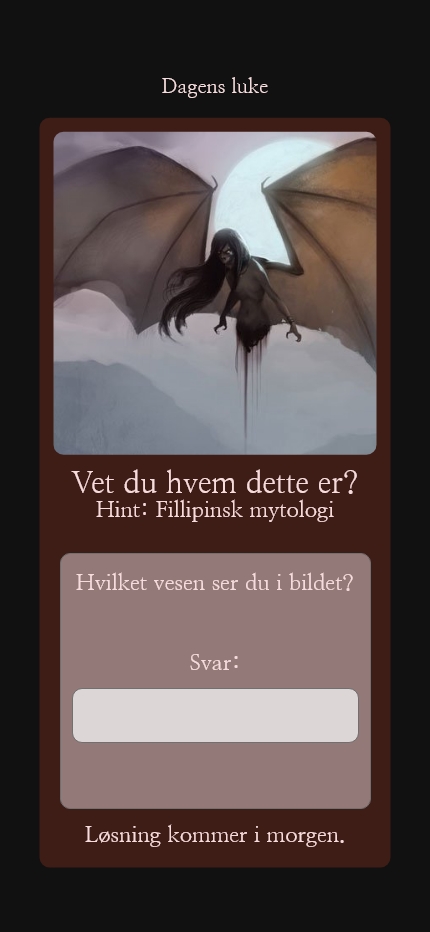 Dagens luke
Vet du hvem dette er?
Hint: Fillipinsk mytologi
Hvilket vesen ser du i bildet?
Svar:
Løsning kommer i morgen.